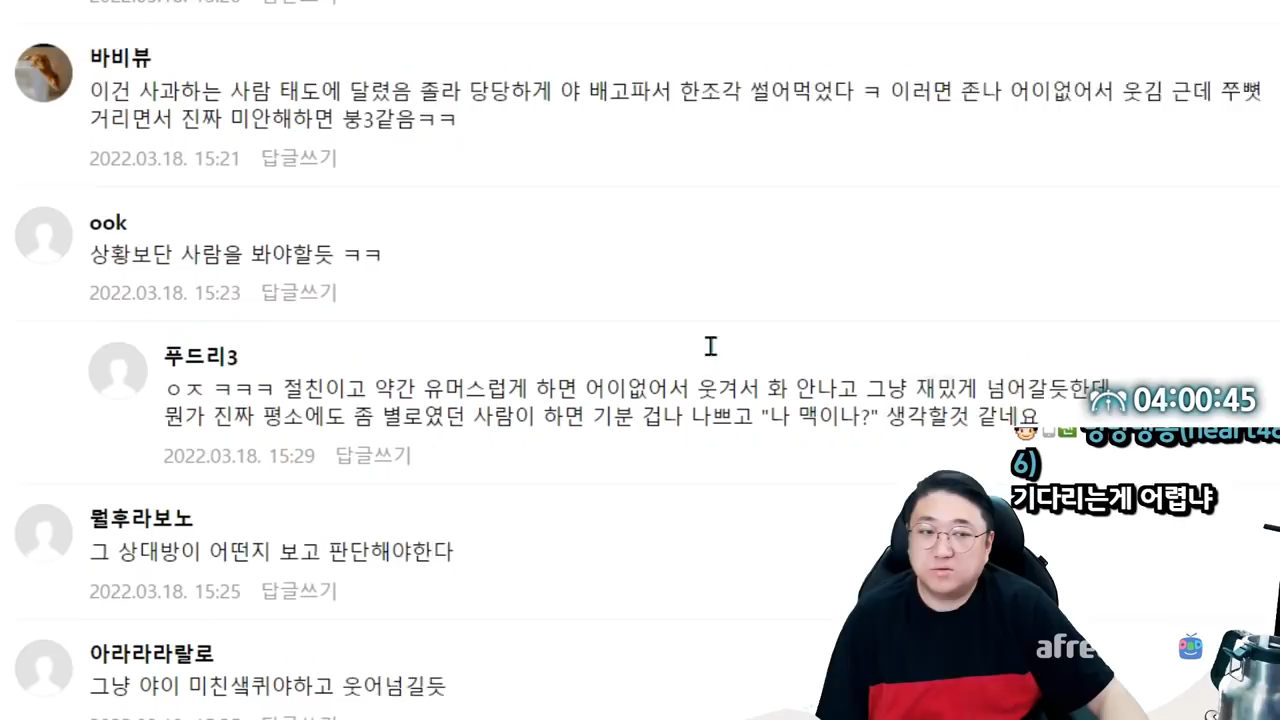 바비뷰
이건 사과하는 사람 태도에 달렸음 졸라 당당하게 야 배고파서 한조각 썰어먹었다 ㅋ 이러면 존나 어이없어서 웃김 근데 쭈뼛
거리면서 진짜 미안해하면 붕3같음ㅋㅋ
2022.03.18. 15:21 답글쓰기
ook
상황보단 사람을 봐야할듯 ㅋㅋ
2022.03.18. 15:23 답글쓰기
푸드리3
ㅇㅈ ㅋㅋㅋ 절친이고 약간 유머스럽게 하면 어이없어서 웃겨서 화 안나고 그냥 재밌게 넘어갈듯한데
뭔가 진짜 평소에도 좀 별로였던 사람이 하면 기분 겁나 나쁘고 "나 맥이나?" 생각할것 같네요
04:00:45
2022.03.18. 15:29 답글쓰기
6)
기다리는게 어렵냐
뭘후라보노
그 상대방이 어떤지 보고 판단해야한다
2022.03.18. 15:25 답글쓰기
afre
아라라라랄로
그냥 야이 미친색퀴야하고 웃어넘길듯